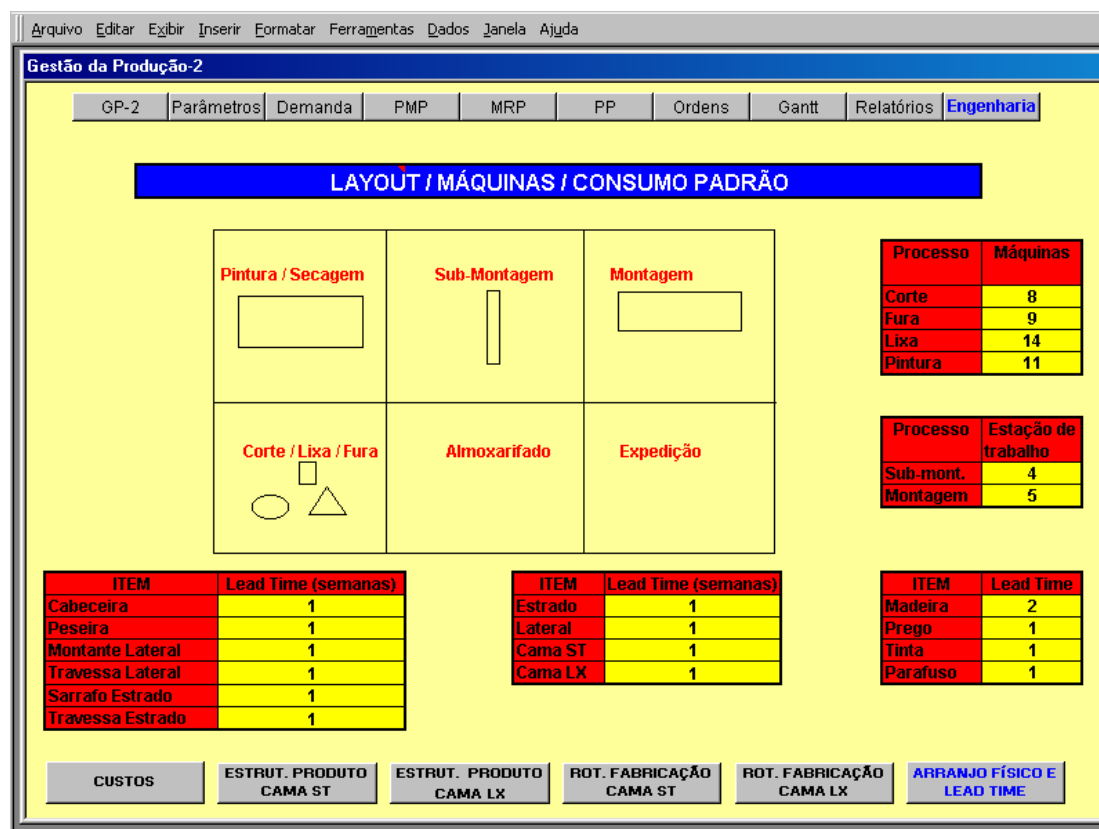 Arquivo Editar Exibir Inserir Formatar Ferramentas Dados Janela Ajuda
Gestão da Produção-2
GP-2 Parâmetros Demanda PMP MRP PP Ordens Gantt Relatórios Engenharia
LAYOUT / MÁQUINAS / CONSUMO PADRÃO
Pintura / Secagem Sub-Montagem Montagem
Corte / Lixa / Fura Almoxarifado Expedição
Processo Máquinas
Corte 8
Fura 9
Lixa 14
Pintura 11
Processo Estação de
trabalho
Sub-mont. 4
Montagem 5
ITEM Lead Time (semanas)
Cabeceira 1
Peseira 1
Montante Lateral 1
Travessa Lateral 1
Sarrafo Estrado 1
Travessa Estrado 1
ITEM Lead Time (semanas)
Estrado 1
Lateral 1
Cama ST 1
Cama LX 1
ITEM Lead Time
Madeira 2
Prego 1
Tinta 1
Parafuso 1
CUSTOS
ESTRUT. PRODUTO
CAMA ST
ESTRUT. PRODUTO
CAMA LX
ROT. FABRICAÇÃO
CAMA ST
ROT. FABRICAÇÃO
CAMA LX
ARRANJO FÍSICO E
LEAD TIME